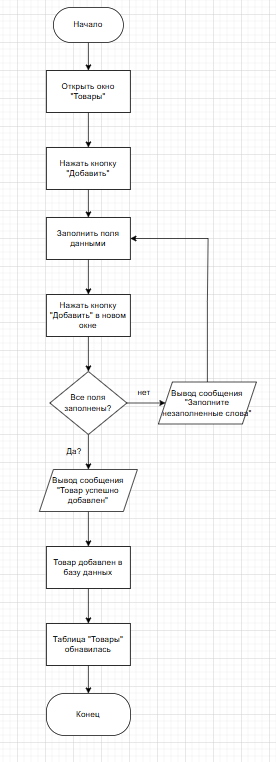 Начало
Открыть окно
"Товары"
Нажать кнопку
"Добавить"
Заполнить поля
данными
Нажать кнопку
"Добавить" в новом
окне
Все поля
заполнены?
нет
Вывод сообщения
"Заполните
незаполненные слова"
Да?
Вывод сообщения
"Товар успешно
добавлен"
Товар добавлен в
базу данных
Таблица "Товары"
обнавилась
Конец